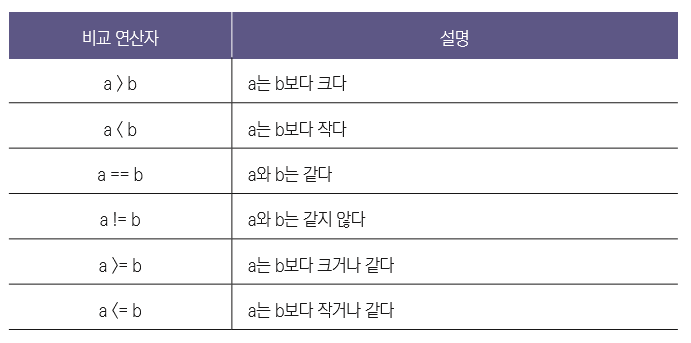 비교 연산자 설명
a 〉 b a는 b보다 크다
a 〈 b a는 b보다 작다
a == b a와 b는 같다
a != b a와 b는 같지 않다
a 〉= b a는 b보다 크거나 같다
a 〈= b a는 b보다 작거나 같다